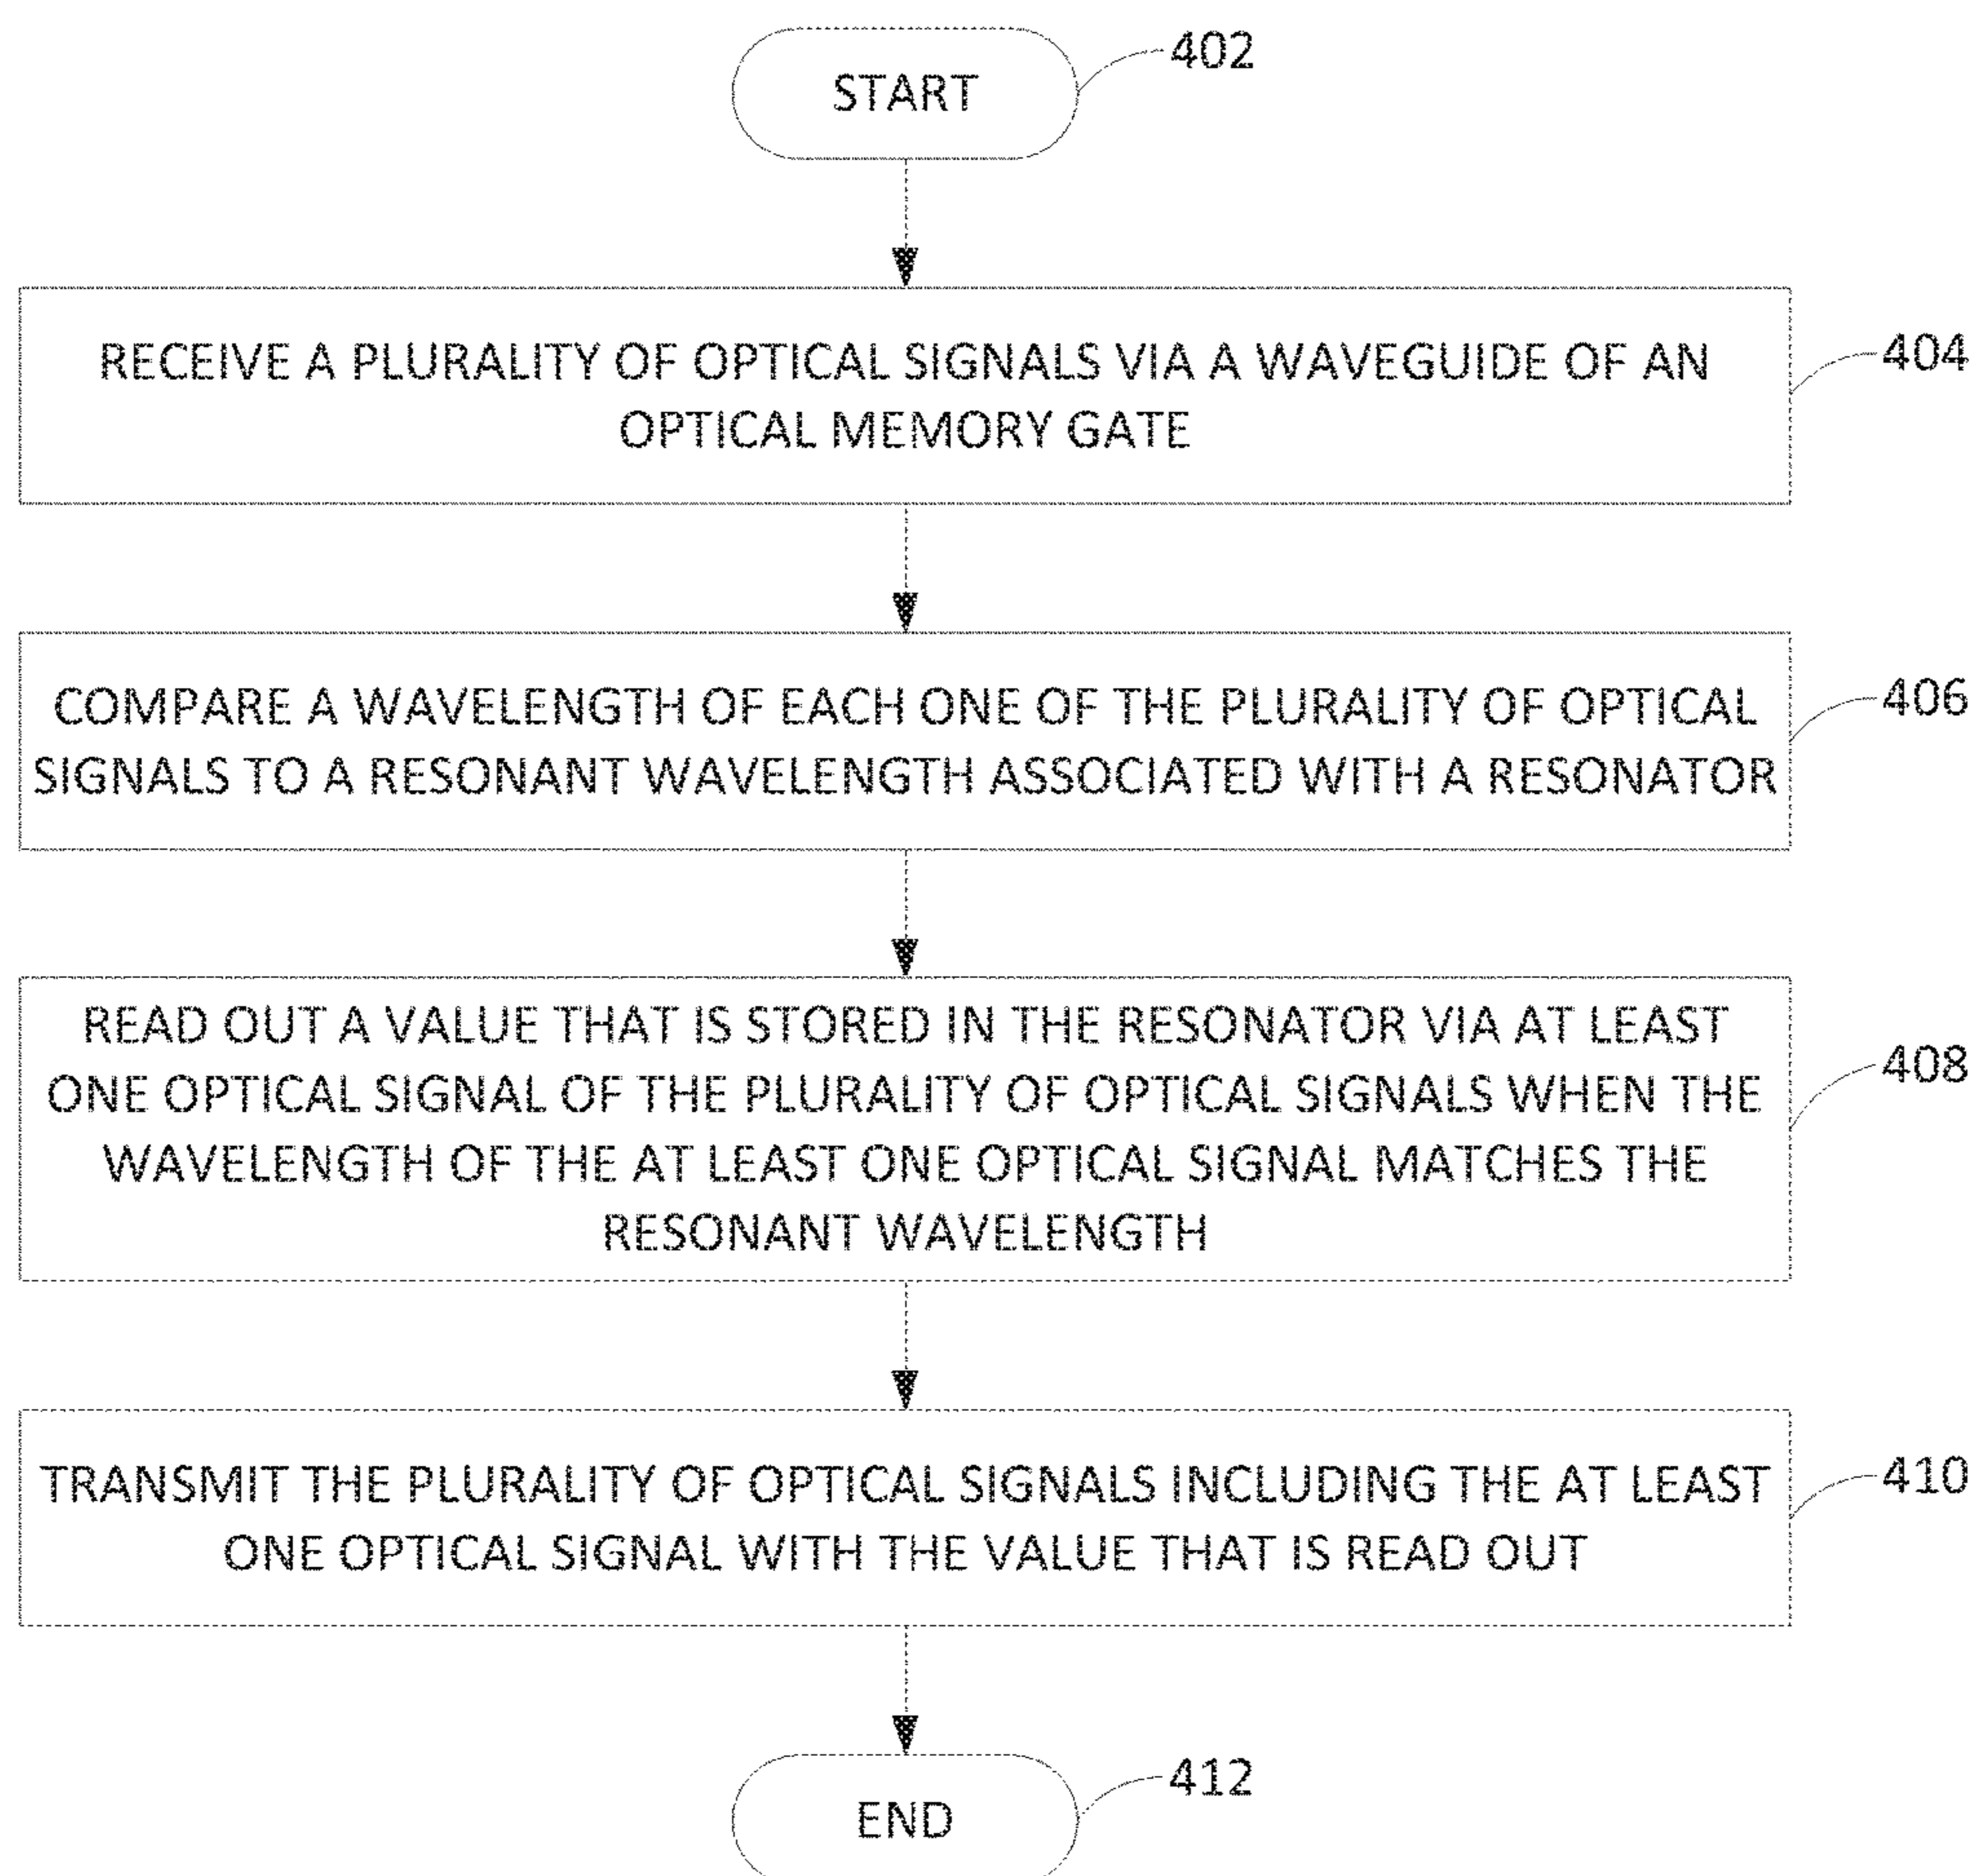 402
START
RECEIVE A PLURALITY OF OPTICAL SIGNALS VIA A WAVEGUIDE OF AN
OPTICAL MEMORY GATE
404
COMPARE A WAVELENGTH OF EACH ONE OF THE PLURALITY OF OPTICAL
SIGNALS TO A RESONANT WAVELENGTH ASSOCIATED WITH A RESONATOR
406
READ OUT A VALUE THAT IS STORED IN THE RESONATOR VIA AT LEAST
ONE OPTICAL SIGNAL OF THE PLURALITY OF OPTICAL SIGNALS WHEN THE
WAVELENGTH OF THE AT LEAST ONE OPTICAL SIGNAL MATCHES THE
RESONANT WAVELENGTH
408
TRANSMIT THE PLURALITY OF OPTICAL SIGNALS INCLUDING THE AT LEAST
ONE OPTICAL SIGNAL WITH THE VALUE THAT IS READ OUT
410
412
END